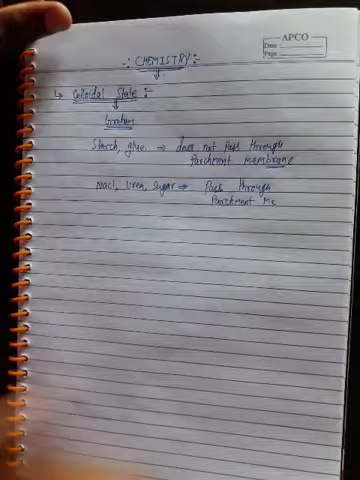 APCO
Date :
Page :
-: CHEMISTRY :-
↳ Colloidal State :-
Graham
Starch, glue ⇒ does not Pass through
Parchment membrane
Nacl, Urea, sugar ⇒ Pass through
Parchment Me